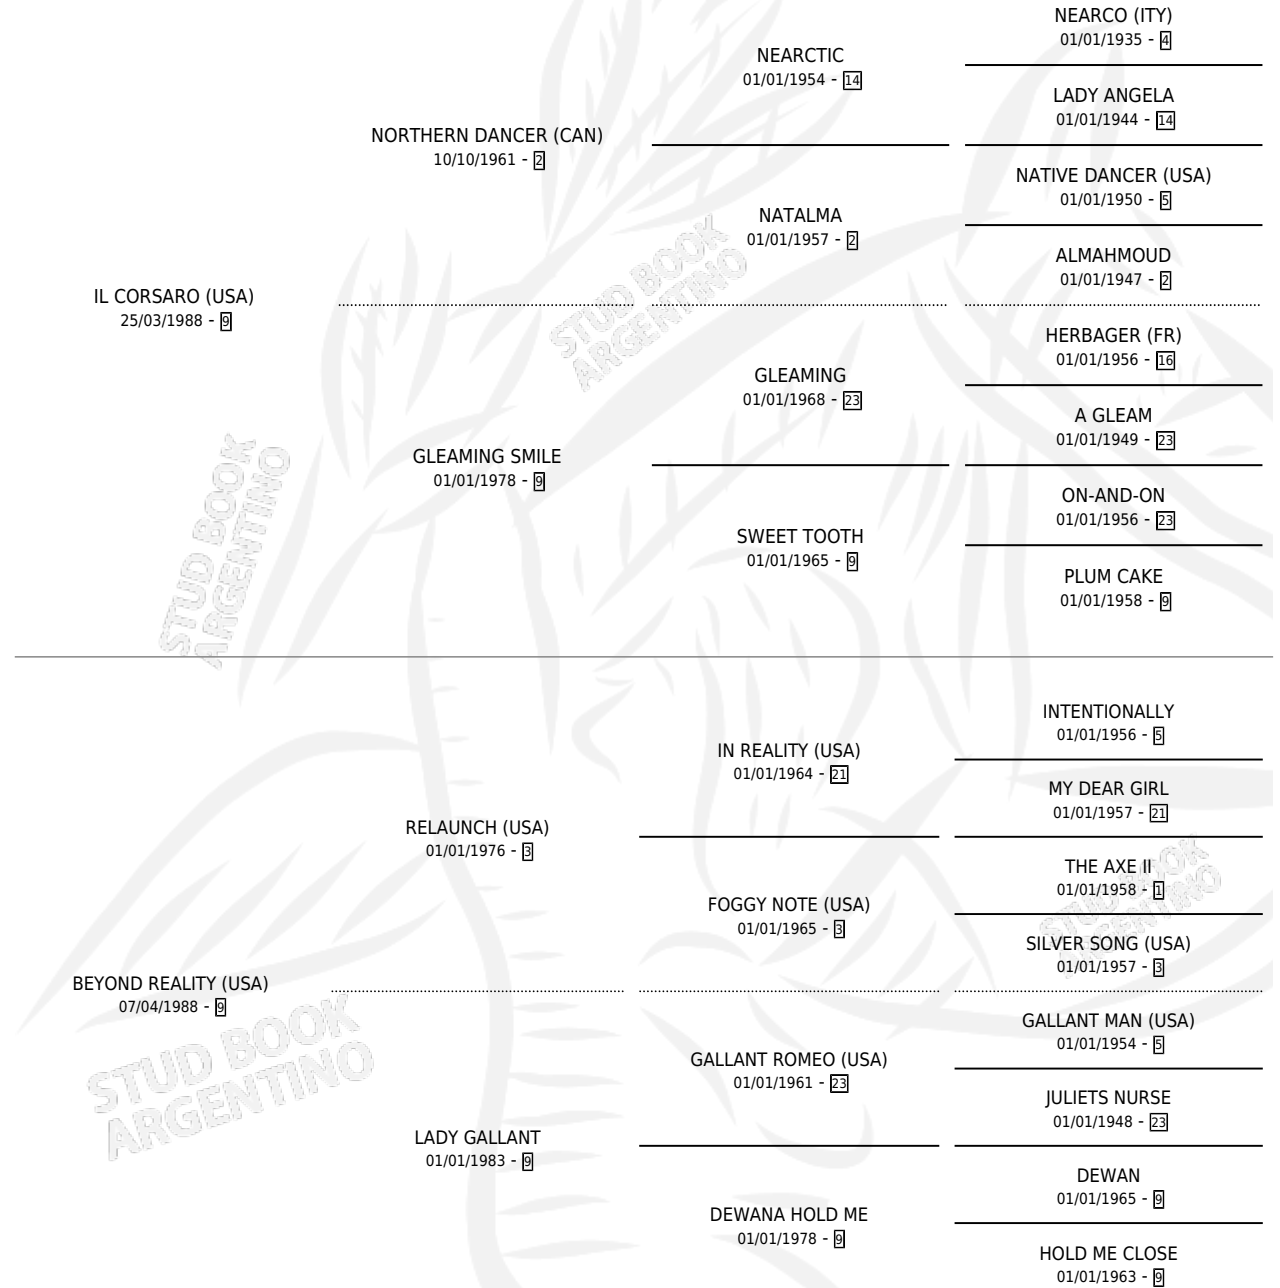 NEARCO (ITY)
01/01/1935 - 4
NEARCTIC
01/01/1954 - 14
LADY ANGELA
01/01/1944 - 14
NORTHERN DANCER (CAN)
10/10/1961 - 2
NATIVE DANCER (USA)
01/01/1950 - 5
NATALMA
01/01/1957 - 2
ALMAHMOUD
01/01/1947 - 2
IL CORSARO (USA)
25/03/1988 - 9
HERBAGER (FR)
01/01/1956 - 16
GLEAMING
01/01/1968 - 23
A GLEAM
01/01/1949 - 23
GLEAMING SMILE
01/01/1978 - 9
ON-AND-ON
01/01/1956 - 23
SWEET TOOTH
01/01/1965 - 9
PLUM CAKE
01/01/1958 - 9
STUD BOOK
ARGENTINO
STUD BOOK
ARGENTINO
INTENTIONALLY
01/01/1956 - 5
IN REALITY (USA)
01/01/1964 - 21
MY DEAR GIRL
01/01/1957 - 21
RELAUNCH (USA)
01/01/1976 - 3
THE AXE II
01/01/1958 - 1
FOGGY NOTE (USA)
01/01/1965 - 3
SILVER SONG (USA)
01/01/1957 - 3
STUD BOOK
ARGENTINO
BEYOND REALITY (USA)
07/04/1988 - 9
GALLANT MAN (USA)
01/01/1954 - 5
GALLANT ROMEO (USA)
01/01/1961 - 23
JULIETS NURSE
01/01/1948 - 23
LADY GALLANT
01/01/1983 - 9
DEWAN
01/01/1965 - 9
DEWANA HOLD ME
01/01/1978 - 9
HOLD ME CLOSE
01/01/1963 - 9
STUD BOOK
ARGENTINO